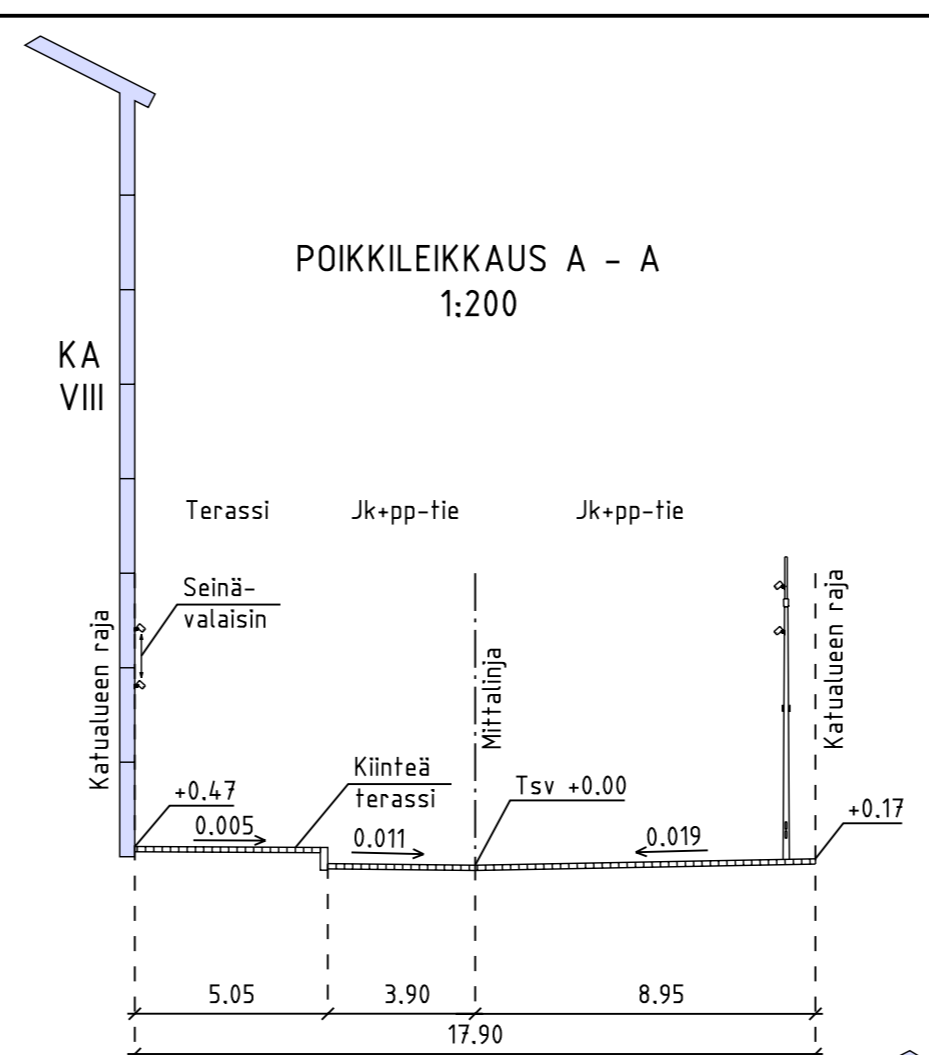 POIKKILEIKKAUS A - A
1:200
KA
VIII
Terassi
Jk+pp-tie
Jk+pp-tie
Seinä-
valaisin
Katualueen raja
Mittalinja
Katualueen raja
Kiinteä
terassi
Tsv +0.00
+0.47
0.005
0.011
0.019
+0.17
5.05
3.90
8.95
17.90